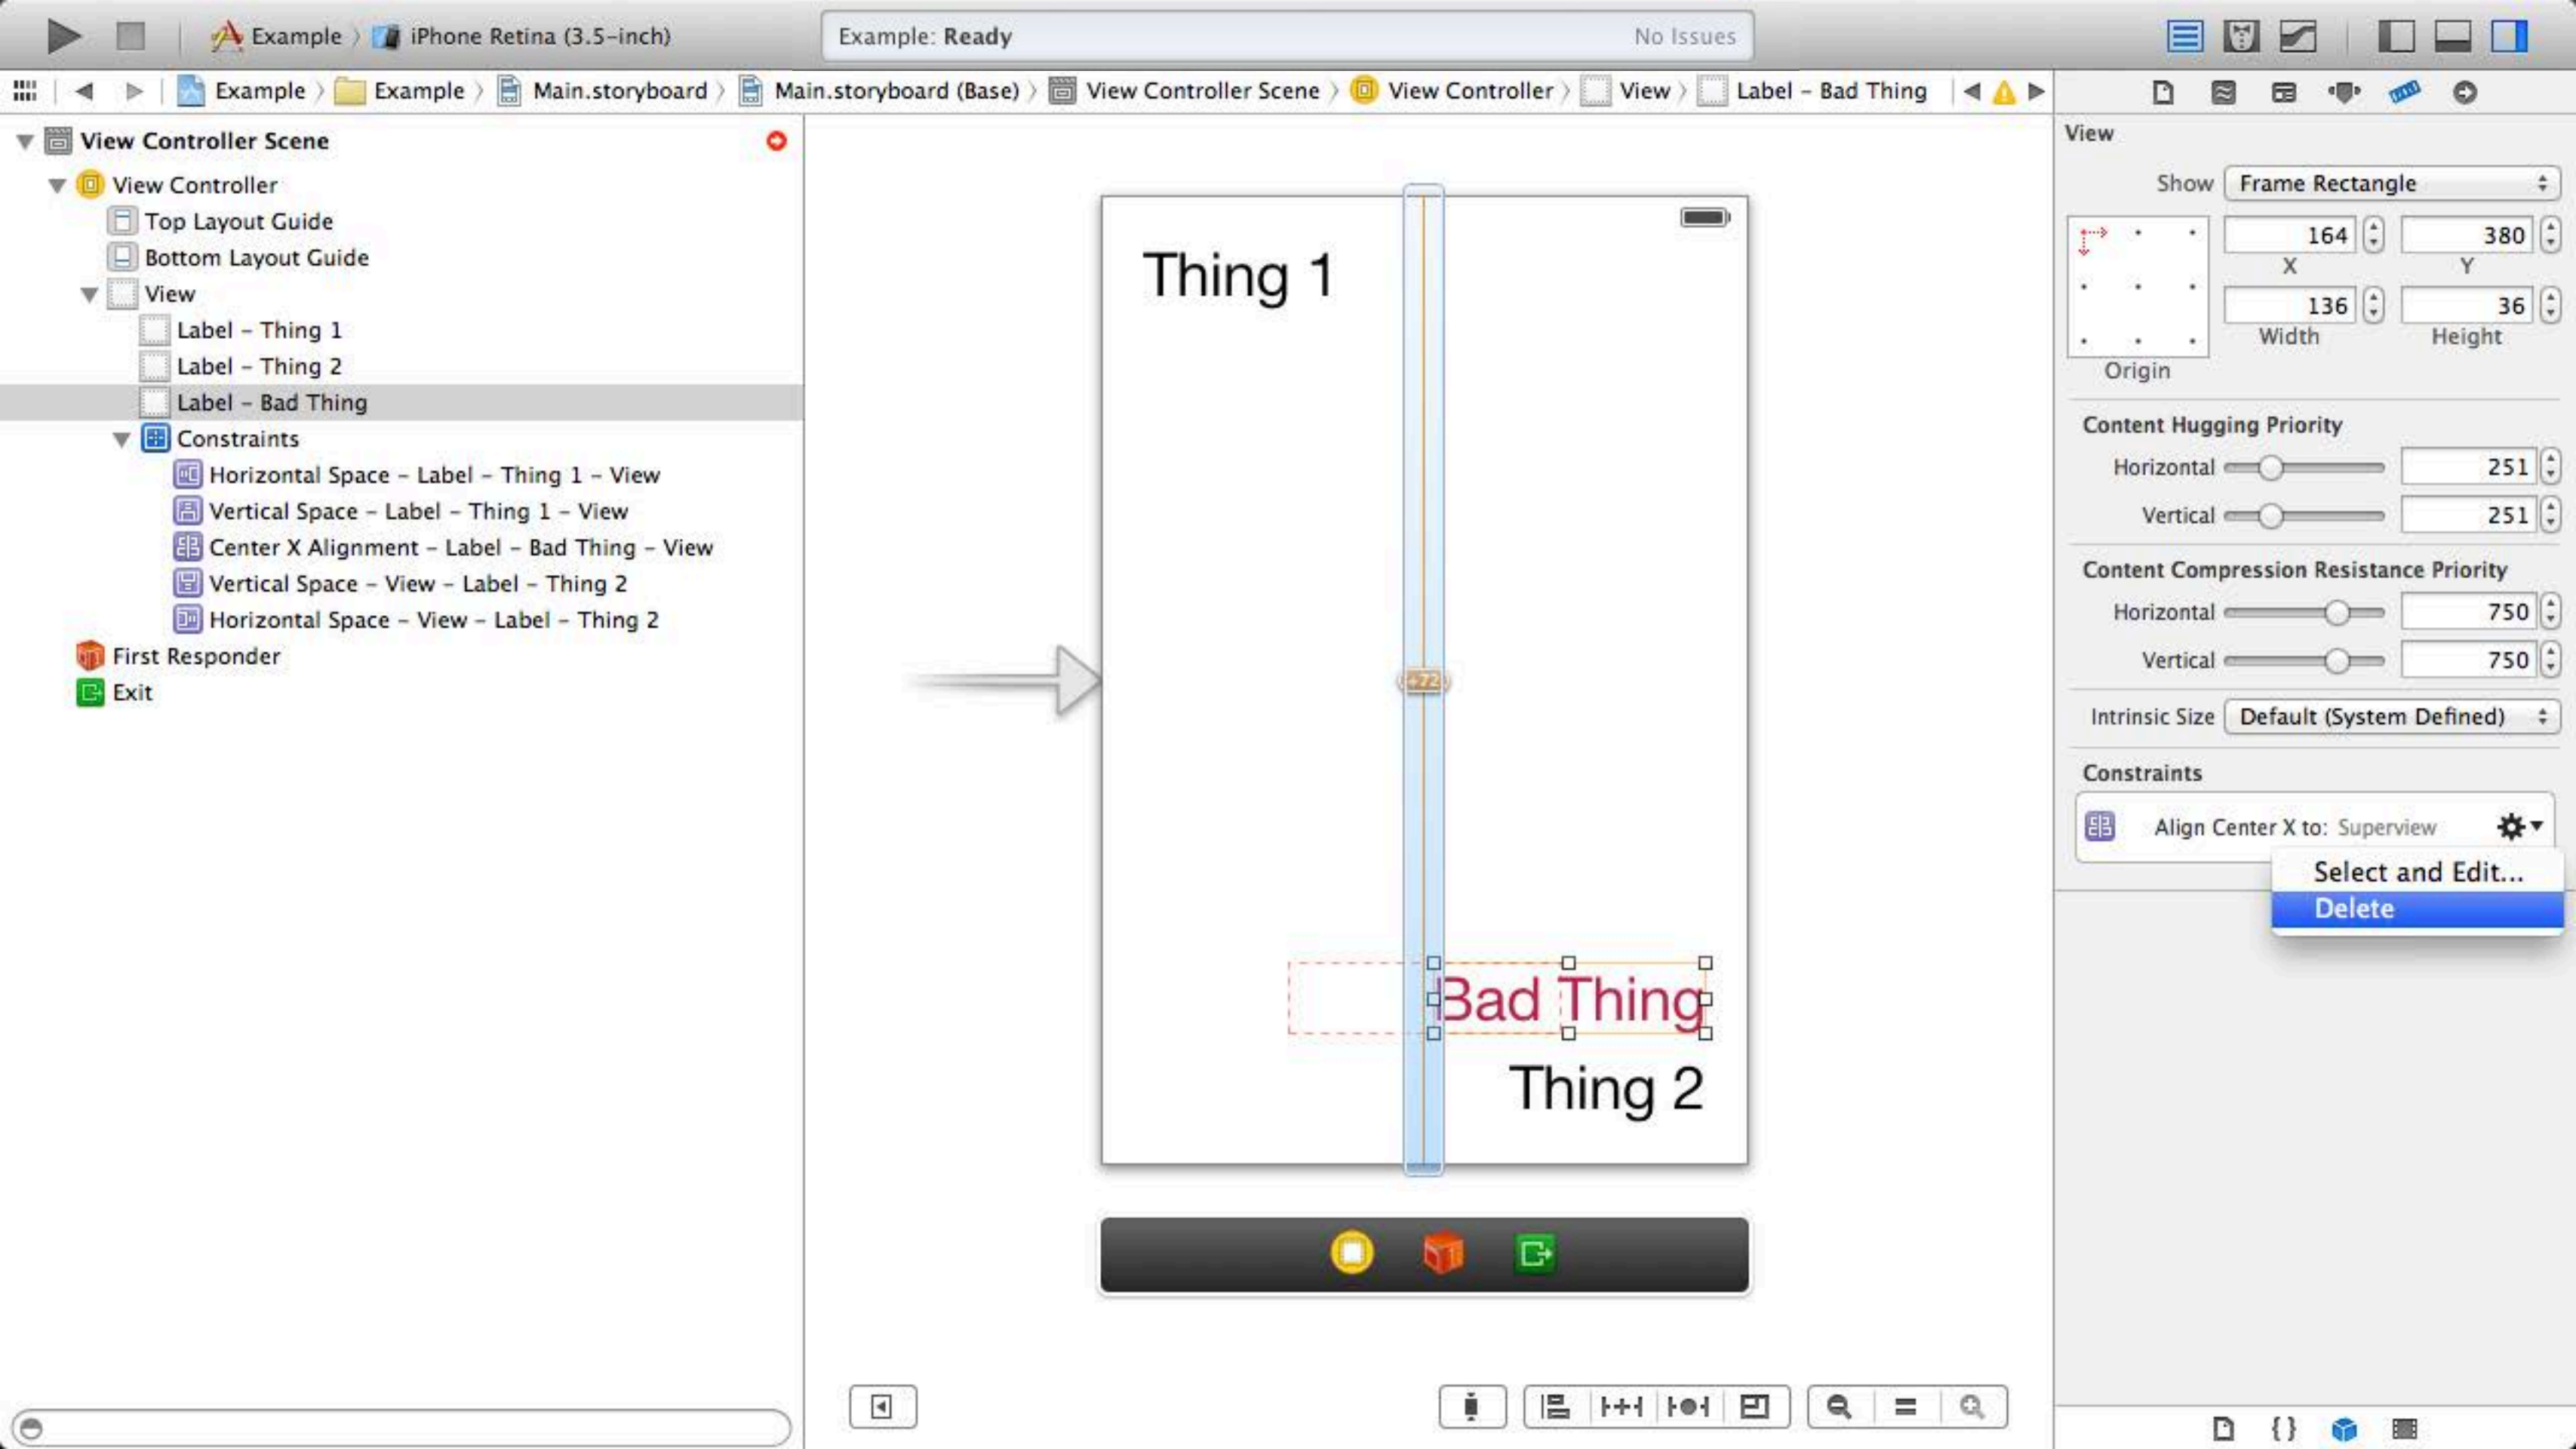 Example
iPhone Retina (3.5-inch)
Example: Ready
No Issues
Example
Example
Main.storyboard
Main.storyboard (Base)
View Controller Scene
View Controller
View
Label – Bad Thing
View Controller Scene
View Controller
Top Layout Guide
Bottom Layout Guide
View
Label – Thing 1
Label – Thing 2
Label – Bad Thing
Constraints
Horizontal Space – Label – Thing 1 – View
Vertical Space – Label – Thing 1 – View
Center X Alignment – Label – Bad Thing – View
Vertical Space – View – Label – Thing 2
Horizontal Space – View – Label – Thing 2
First Responder
Exit
Thing 1
+72
Bad Thing
Thing 2
View
Show Frame Rectangle
164 380
X Y
136 36
Width Height
Origin
Content Hugging Priority
Horizontal 251
Vertical 251
Content Compression Resistance Priority
Horizontal 750
Vertical 750
Intrinsic Size Default (System Defined)
Constraints
Align Center X to: Superview
Select and Edit...
Delete